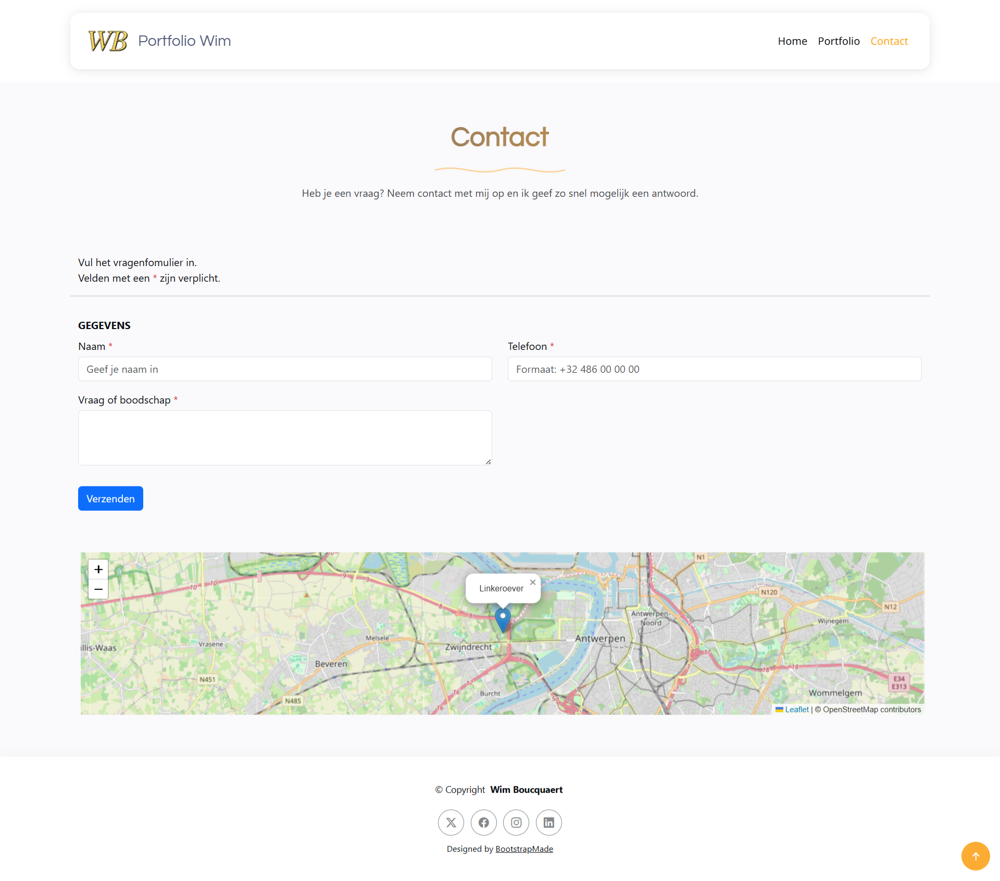 WB Portfolio Wim
Home Portfolio Contact
Contact
Heb je een vraag? Neem contact met mij op en ik geef zo snel mogelijk een antwoord.
Vul het vragenfomulier in.
Velden met een * zijn verplicht.
GEGEVENS
Naam *
Geef je naam in
Telefoon *
Formaat: +32 486 00 00 00
Vraag of boodschap *
Verzenden
+
−
10
10
10
9
9
8
8
Linkeroever
×
N1
N120
N12
Antwerpen-
Noord
Wijnegem
Melsele
Vrasene
illis-Waas
Zwijndrecht
Antwerpen
Beveren
N451
N485
6
17
16
16
Burcht
5a
2
17
3
3
18
18
E34
E313
Wommelgem
Leaflet | © OpenStreetMap contributors
© Copyright Wim Boucquaert
Designed by BootstrapMade